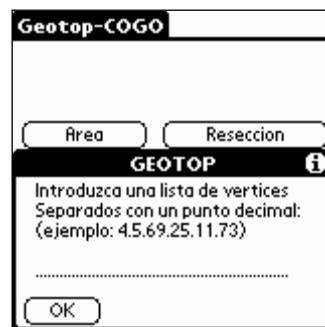 Geotop-COGO
Area Reseccion
GEOTOP i
Introduzca una lista de vertices
Separados con un punto decimal:
(ejemplo: 4.5.69.25.11.73)
OK